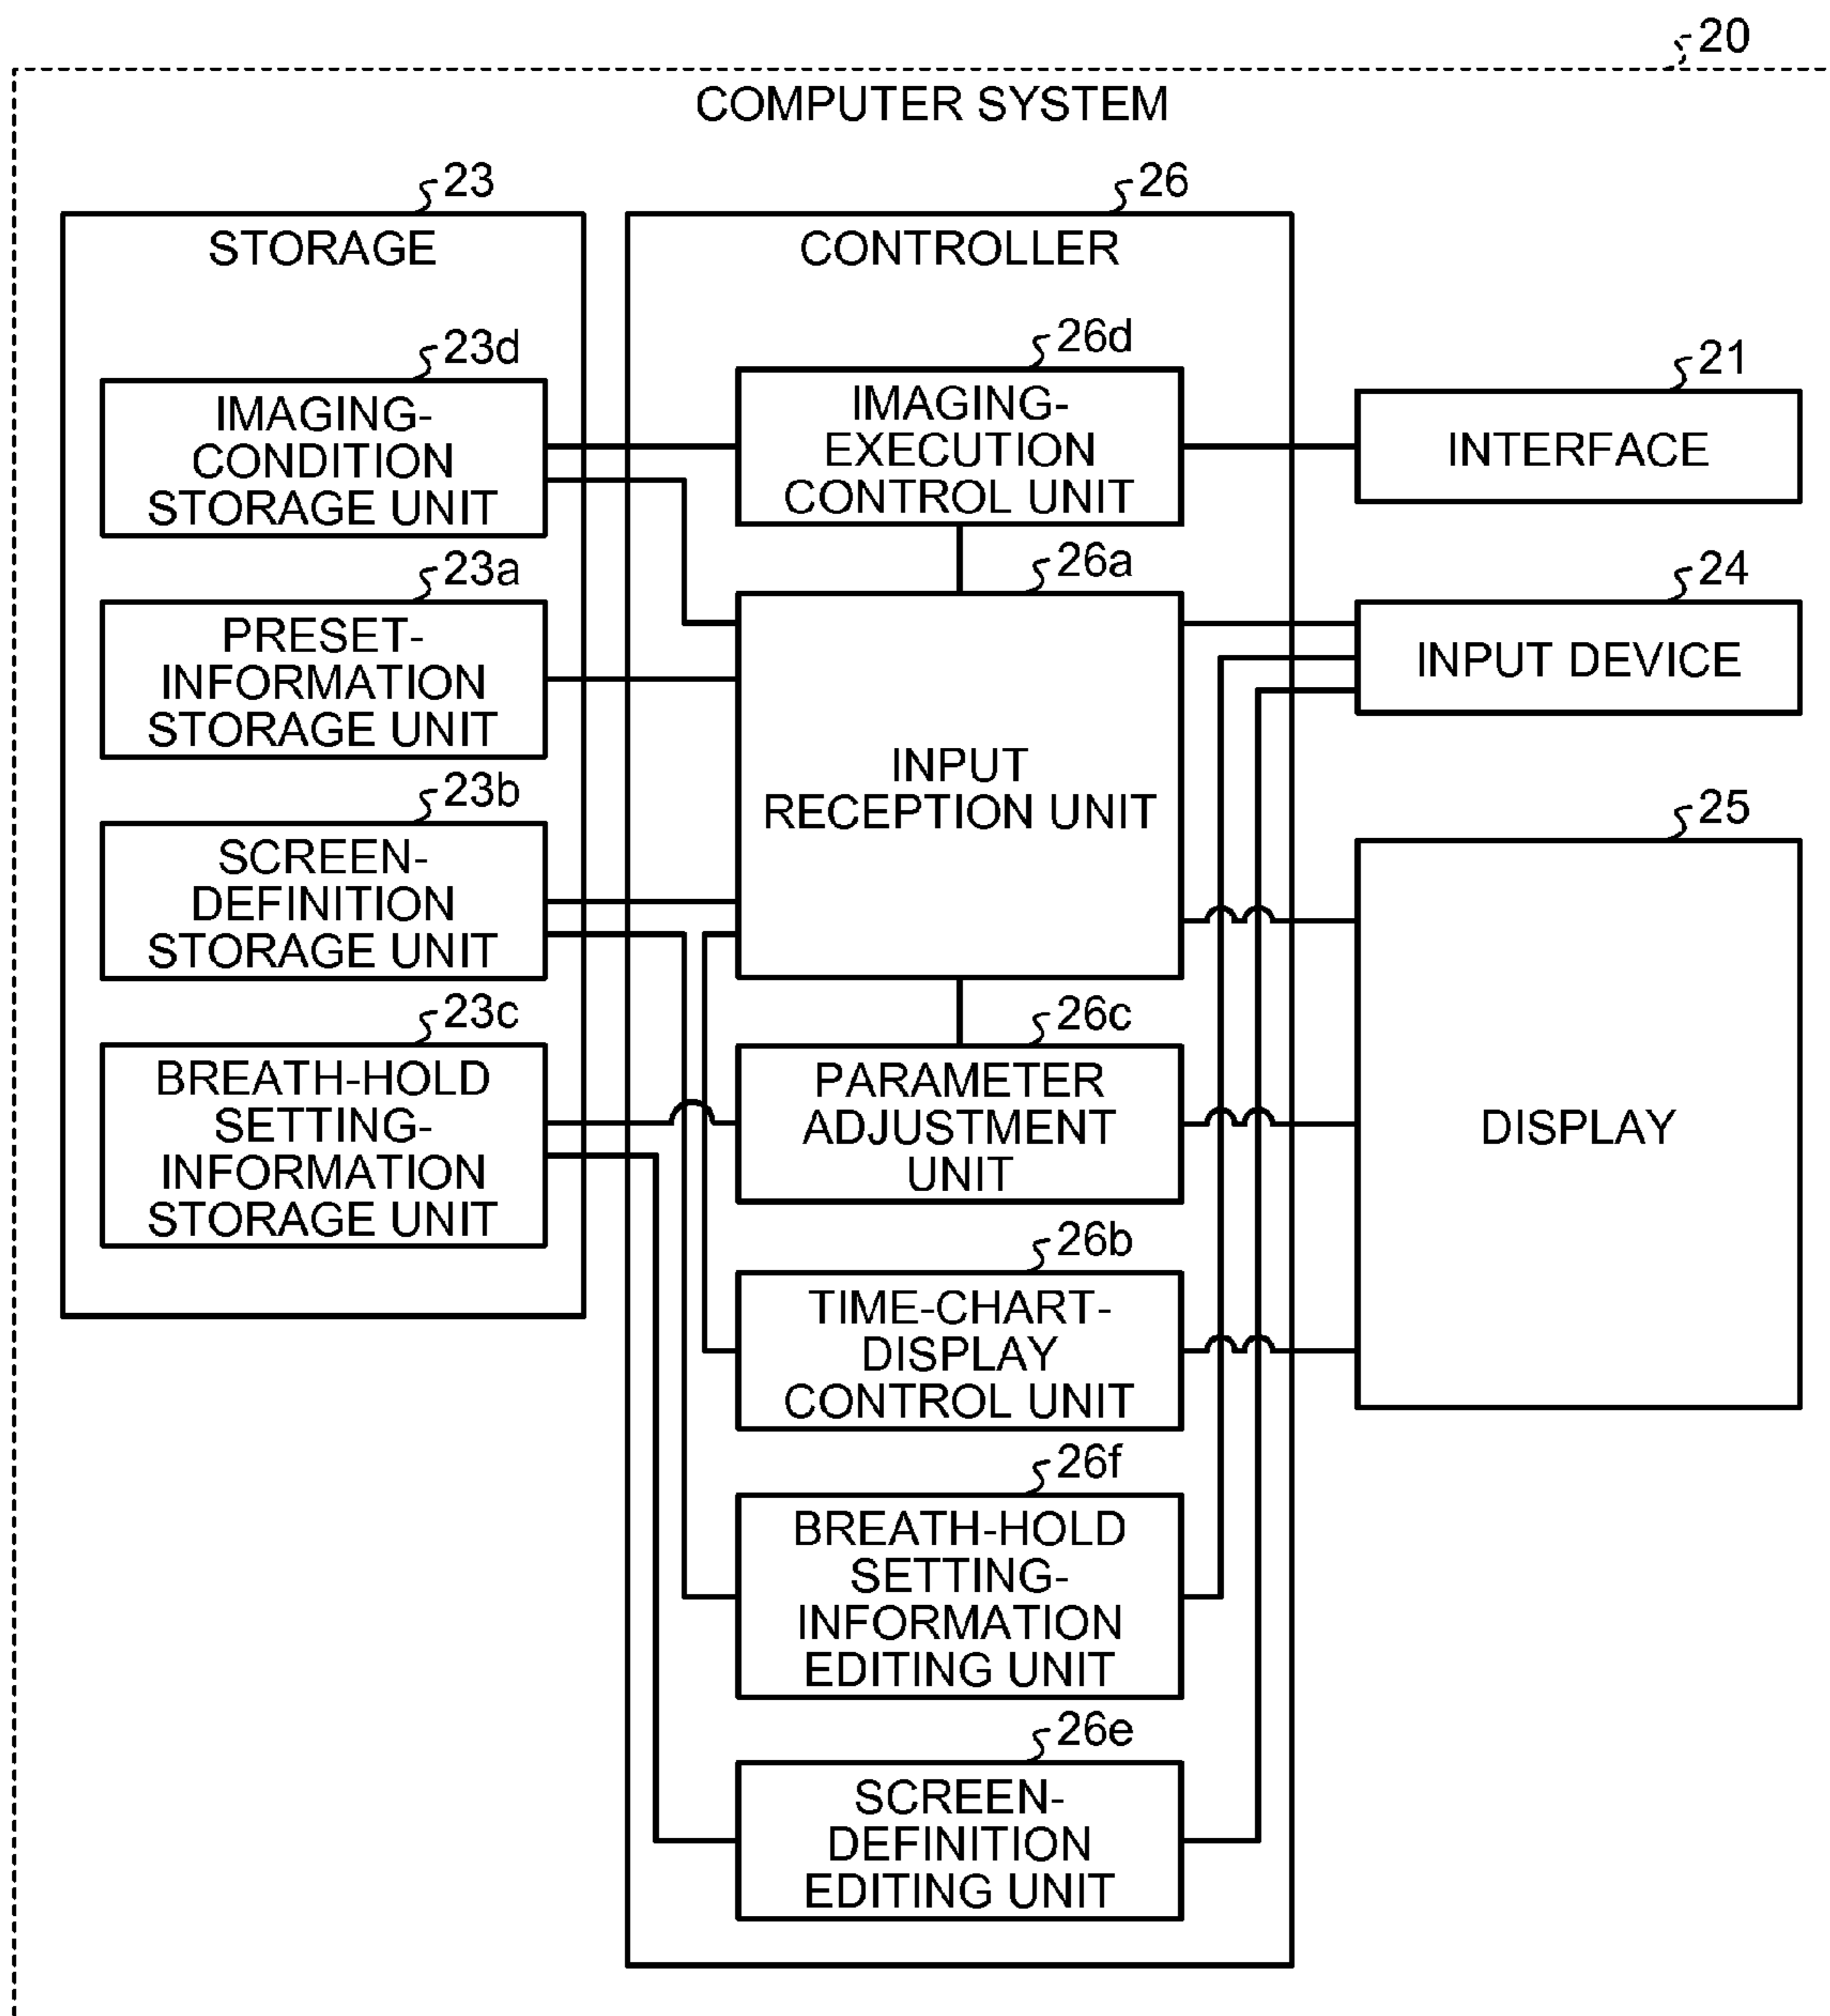 20
COMPUTER SYSTEM
23
STORAGE
23d
IMAGING-
CONDITION
STORAGE UNIT
23a
PRESET-
INFORMATION
STORAGE UNIT
23b
SCREEN-
DEFINITION
STORAGE UNIT
23c
BREATH-HOLD
SETTING-
INFORMATION
STORAGE UNIT
26
CONTROLLER
26d
IMAGING-
EXECUTION
CONTROL UNIT
26a
INPUT
RECEPTION UNIT
26c
PARAMETER
ADJUSTMENT
UNIT
26b
TIME-CHART-
DISPLAY
CONTROL UNIT
26f
BREATH-HOLD
SETTING-
INFORMATION
EDITING UNIT
26e
SCREEN-
DEFINITION
EDITING UNIT
21
INTERFACE
24
INPUT DEVICE
25
DISPLAY